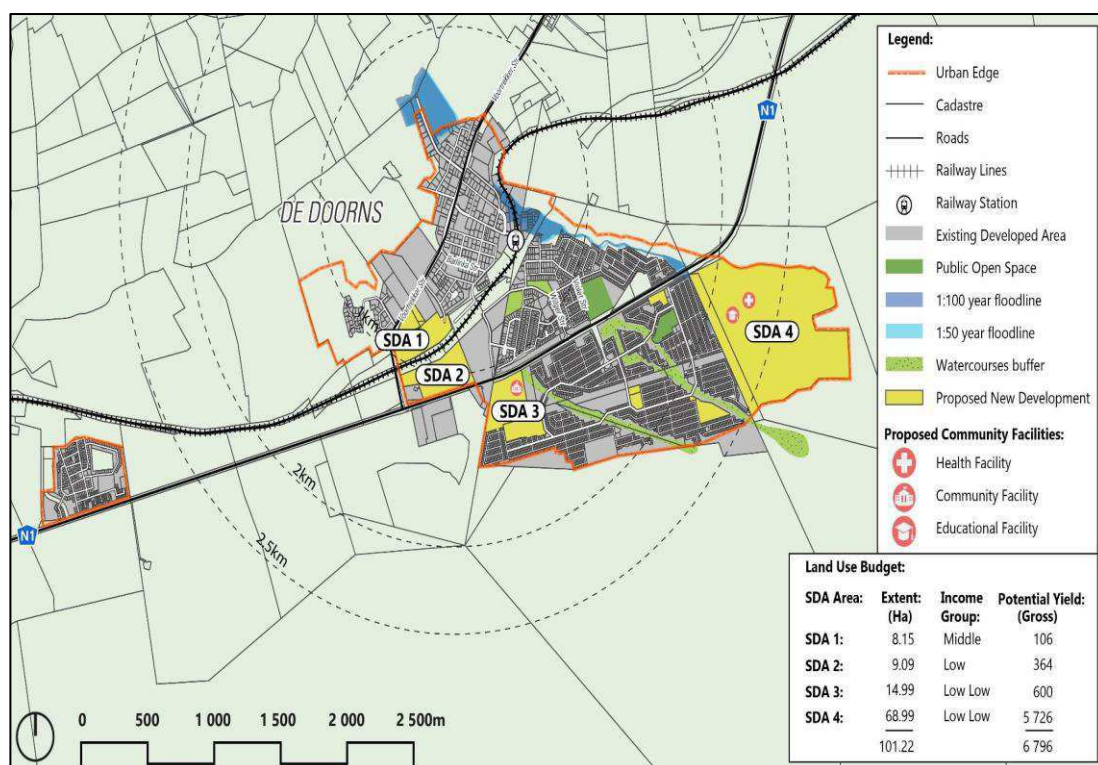 Voortrekker Str
N1
DE DOORNS
Voortrekker Str
1km
SDA 1
SDA 2
SDA 3
SDA 4
2km
2.5km
N1
0 500 1 000 1 500 2 000 2 500m
Legend:
Urban Edge
Cadastre
Roads
Railway Lines
Railway Station
Existing Developed Area
Public Open Space
1:100 year floodline
1:50 year floodline
Watercourses buffer
Proposed New Development
Proposed Community Facilities:
Health Facility
Community Facility
Educational Facility
Land Use Budget:
SDA Area: Extent: (Ha) Income Group: Potential Yield: (Gross)
SDA 1: 8.15 Middle 106
SDA 2: 9.09 Low 364
SDA 3: 14.99 Low Low 600
SDA 4: 68.99 Low Low 5 726
101.22 6 796